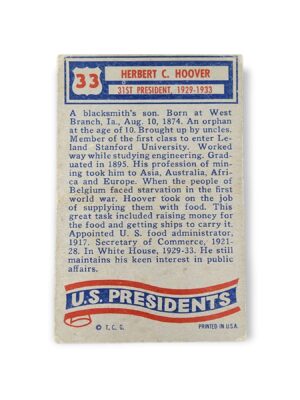 33
HERBERT C. HOOVER
31ST PRESIDENT, 1929-1933
A blacksmith's son. Born at West
Branch, Ia., Aug. 10, 1874. An orphan
at the age of 10. Brought up by uncles.
Member of the first class to enter Le-
land Stanford University. Worked
way while studying engineering. Grad-
uated in 1895. His profession of min-
ing took him to Asia, Australia, Afri-
ca and Europe. When the people of
Belgium faced starvation in the first
world war. Hoover took on the job
of supplying them with food. This
great task included raising money for
the food and getting ships to carry it.
Appointed U. S. food administrator,
1917. Secretary of Commerce, 1921-
28. In White House, 1929-33. He still
maintains his keen interest in public
affairs.
U.S. PRESIDENTS
© T. C. G.
PRINTED IN U.S.A.